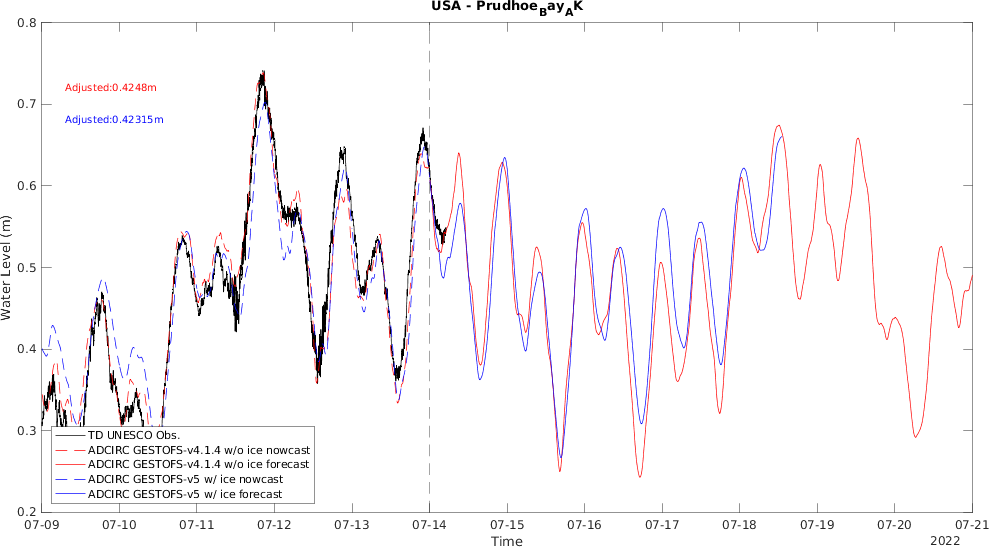 USA - Prudhoe_Bay_AK
0.8
0.7
0.6
0.5
0.4
0.3
0.2
Water Level (m)
Adjusted:0.4248m
Adjusted:0.42315m
TD UNESCO Obs.
ADCIRC GESTOFS-v4.1.4 w/o ice nowcast
ADCIRC GESTOFS-v4.1.4 w/o ice forecast
ADCIRC GESTOFS-v5 w/ ice nowcast
ADCIRC GESTOFS-v5 w/ ice forecast
07-09 07-10 07-11 07-12 07-13 07-14 07-15 07-16 07-17 07-18 07-19 07-20 07-21
Time
2022